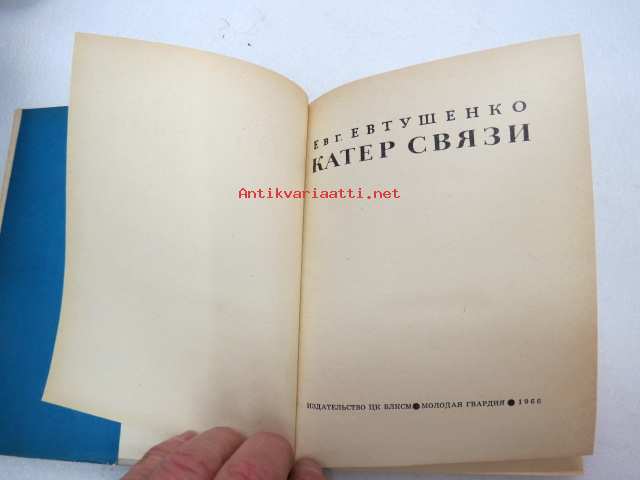 ЕВГ. ЕВТУШЕНКО
КАТЕР СВЯЗИ
Antikvariaatti.net
ИЗДАТЕЛЬСТВО ЦК ВЛКСМ ● МОЛОДАЯ ГВАРДИЯ ● 1966